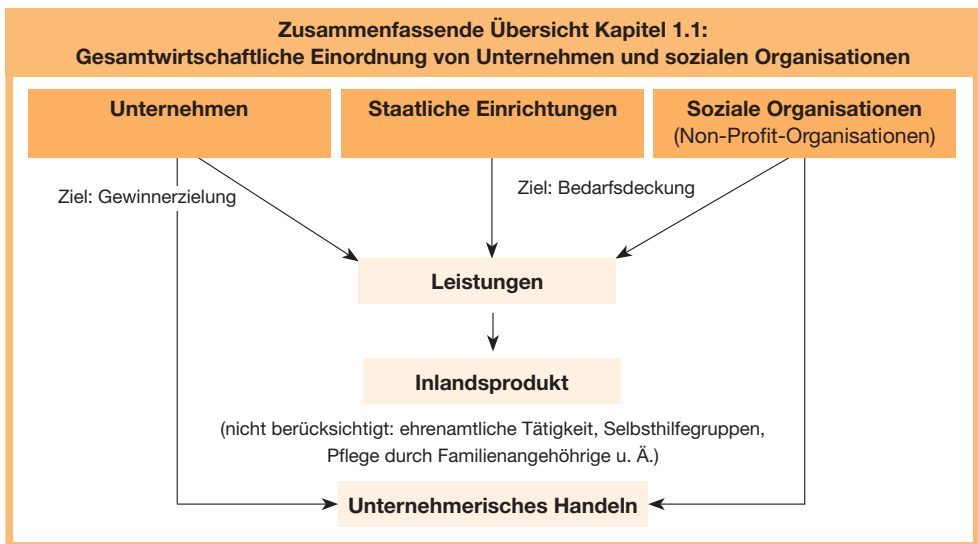 Zusammenfassende Übersicht Kapitel 1.1:
Gesamtwirtschaftliche Einordnung von Unternehmen und sozialen Organisationen
Unternehmen
Staatliche Einrichtungen
Soziale Organisationen
(Non-Profit-Organisationen)
Ziel: Gewinnerzielung
Ziel: Bedarfsdeckung
Leistungen
Inlandsprodukt
(nicht berücksichtigt: ehrenamtliche Tätigkeit, Selbsthilfegruppen,
Pflege durch Familienangehöhrige u. Ä.)
Unternehmerisches Handeln